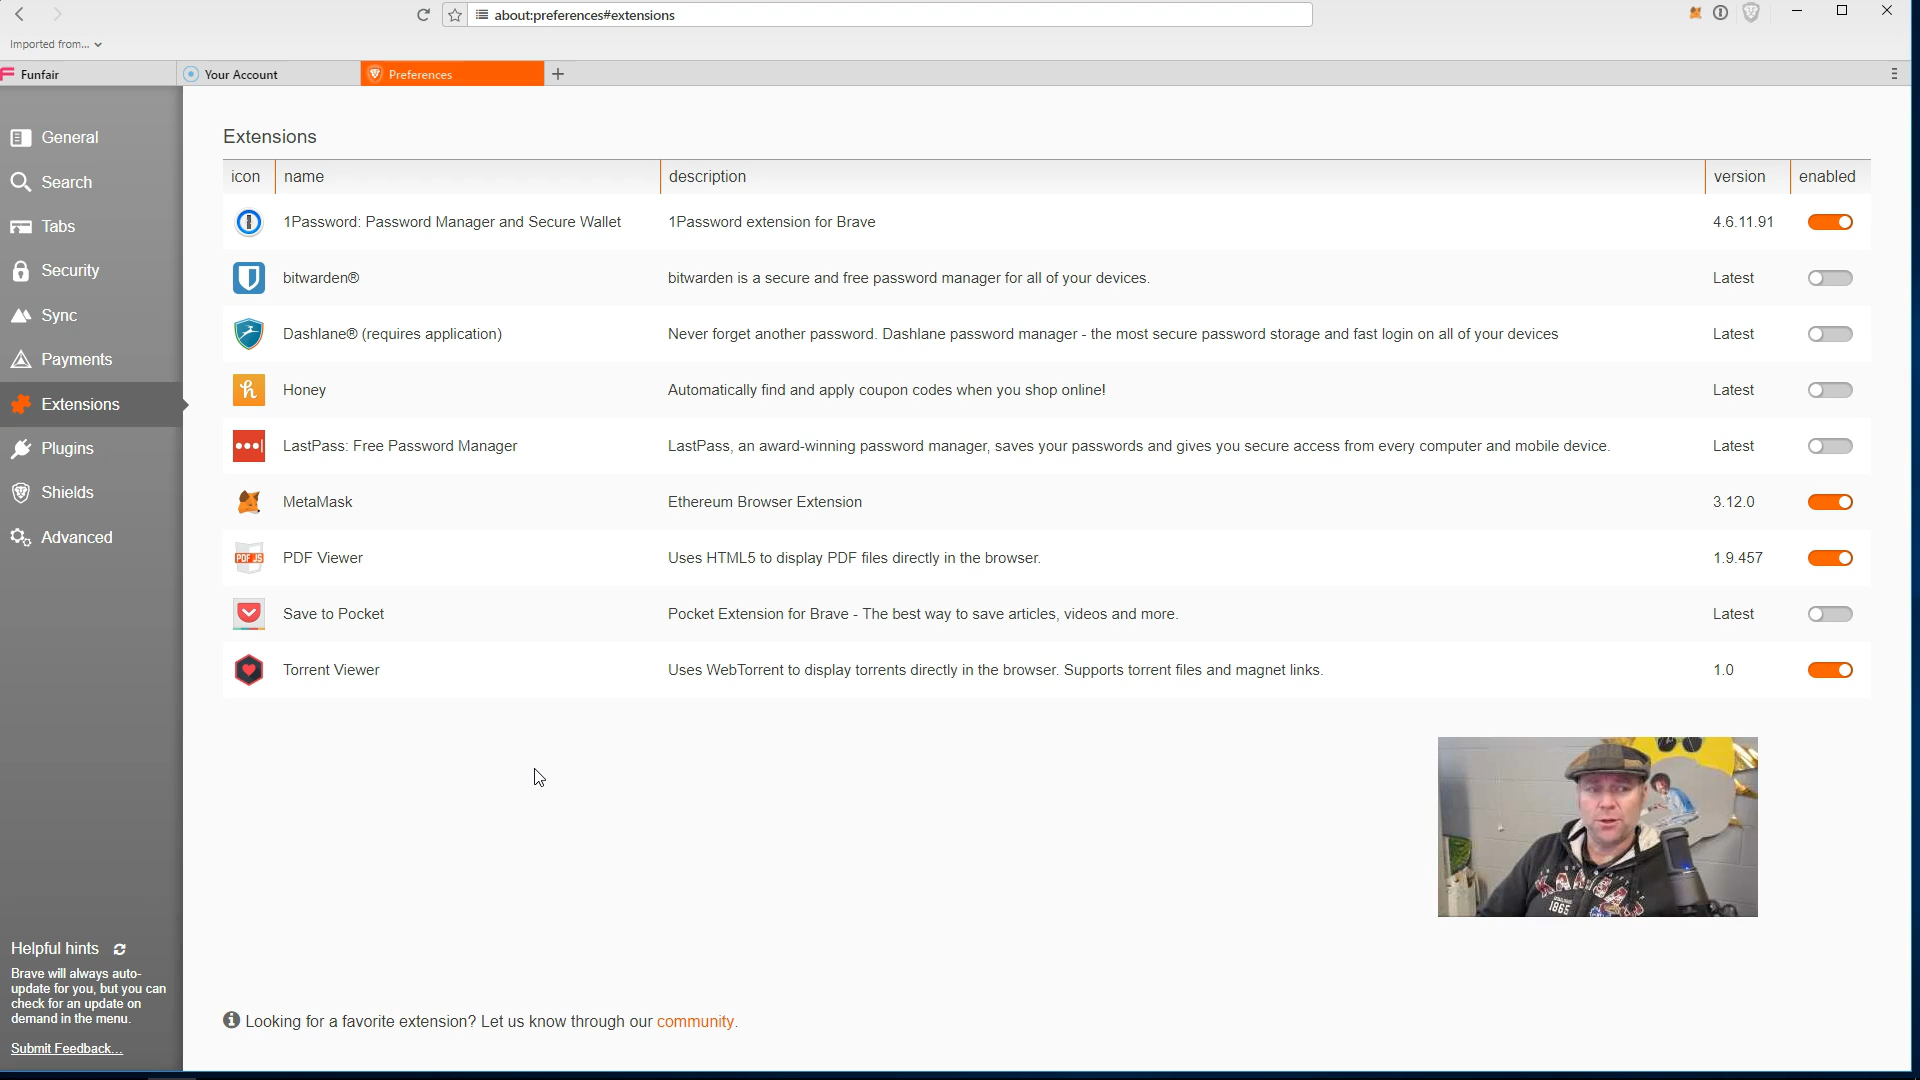 about:preferences#extensions
Imported from...
Funfair
Your Account
Preferences
General
Search
Tabs
Security
Sync
Payments
Extensions
Plugins
Shields
Advanced
Extensions
icon name description version enabled
1Password: Password Manager and Secure Wallet 1Password extension for Brave 4.6.11.91
bitwarden® bitwarden is a secure and free password manager for all of your devices. Latest
Dashlane® (requires application) Never forget another password. Dashlane password manager - the most secure password storage and fast login on all of your devices Latest
Honey Automatically find and apply coupon codes when you shop online! Latest
LastPass: Free Password Manager LastPass, an award-winning password manager, saves your passwords and gives you secure access from every computer and mobile device. Latest
MetaMask Ethereum Browser Extension 3.12.0
PDF JS PDF Viewer Uses HTML5 to display PDF files directly in the browser. 1.9.457
Save to Pocket Pocket Extension for Brave - The best way to save articles, videos and more. Latest
Torrent Viewer Uses WebTorrent to display torrents directly in the browser. Supports torrent files and magnet links. 1.0
KANSAS
1865
Helpful hints
Brave will always auto-
update for you, but you can
check for an update on
demand in the menu.
Submit Feedback...
Looking for a favorite extension? Let us know through our community.